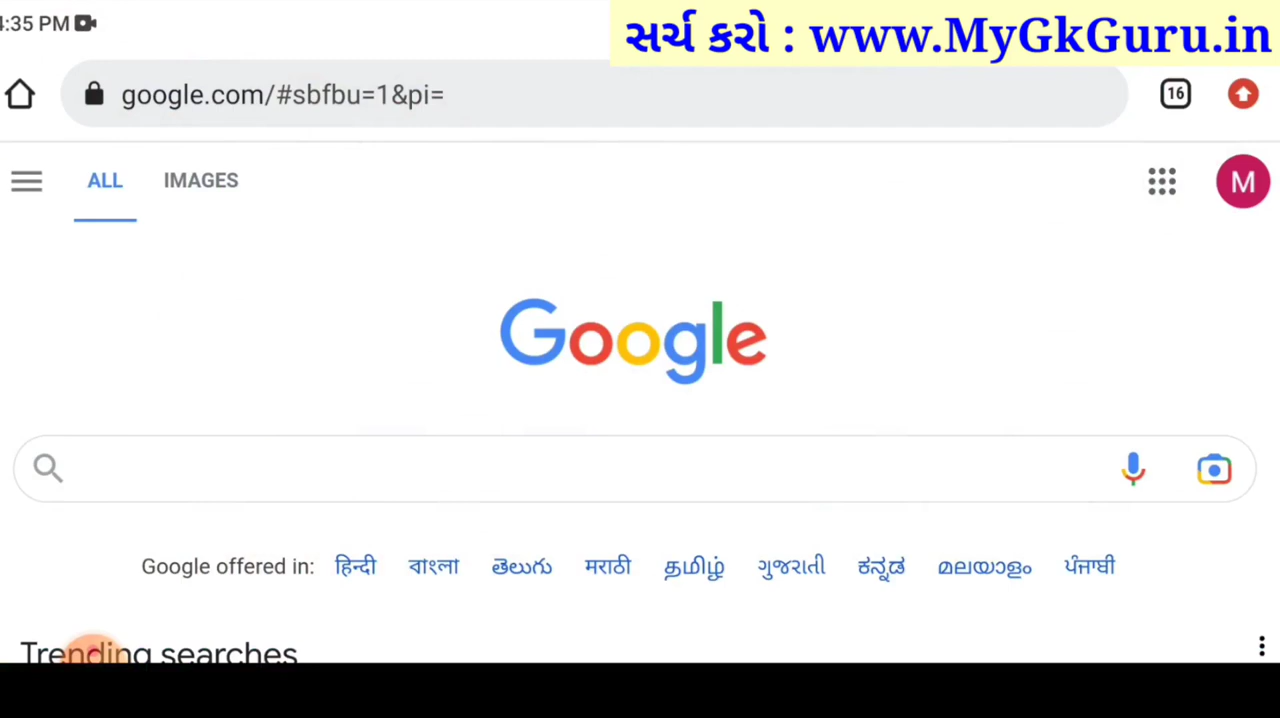 4:35 PM
સર્ચ કરો : www.MyGkGuru.in
google.com/#sbfbu=1&pi=
16
ALL IMAGES
M
Google
Google offered in: हिन्दी বাংলা తెలుగు मराठी தமிழ் ગુજરાતી ಕನ್ನಡ മലയാളം ਪੰਜਾਬੀ
Trending searches